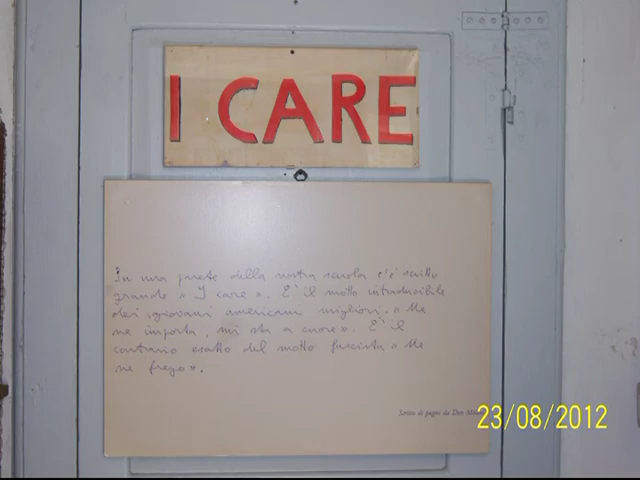 I CARE
In una parete della nostra scuola c'è scritto
grande « I care ». E' il motto intraducibile
dei giovani americani migliori. « Me
ne importa, mi sta a cuore ». E' il
contrario esatto del motto fascista « Me
ne frego ».
Scritto di pugno da Don
23/08/2012